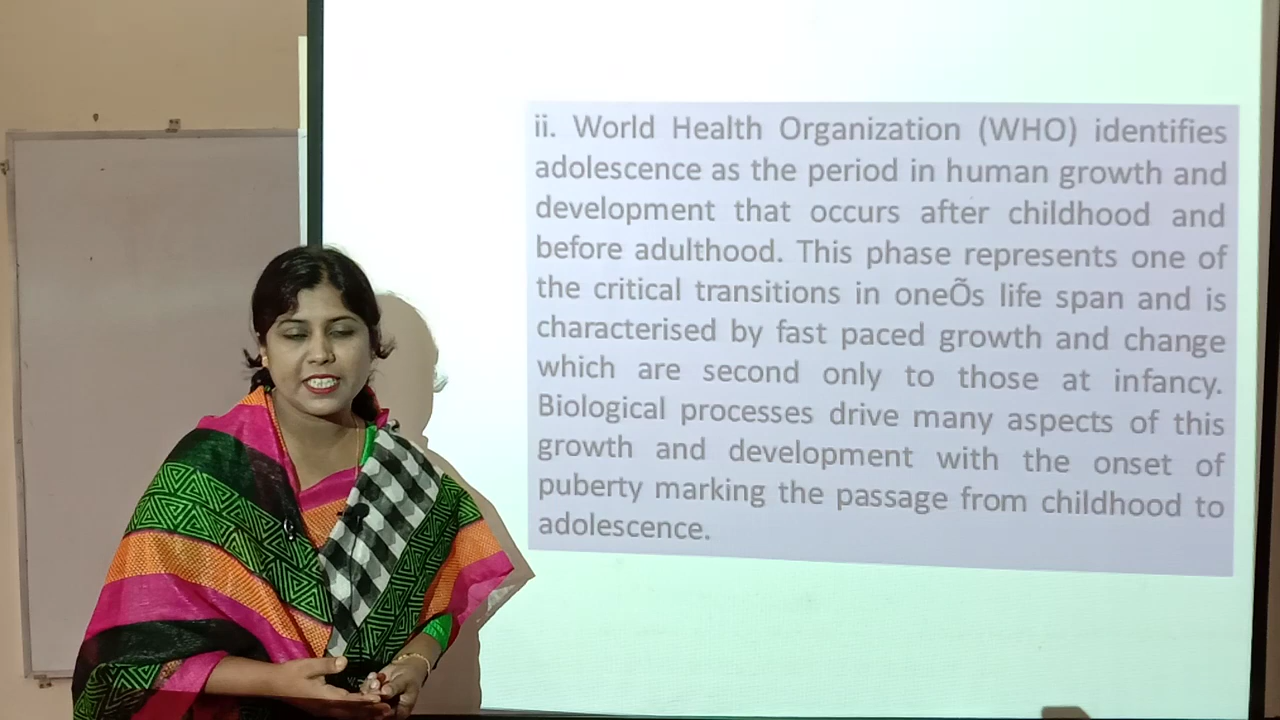 ii. World Health Organization (WHO) identifies
adolescence as the period in human growth and
development that occurs after childhood and
before adulthood. This phase represents one of
the critical transitions in oneÕs life span and is
characterised by fast paced growth and change
which are second only to those at infancy.
Biological processes drive many aspects of this
growth and development with the onset of
puberty marking the passage from childhood to
adolescence.